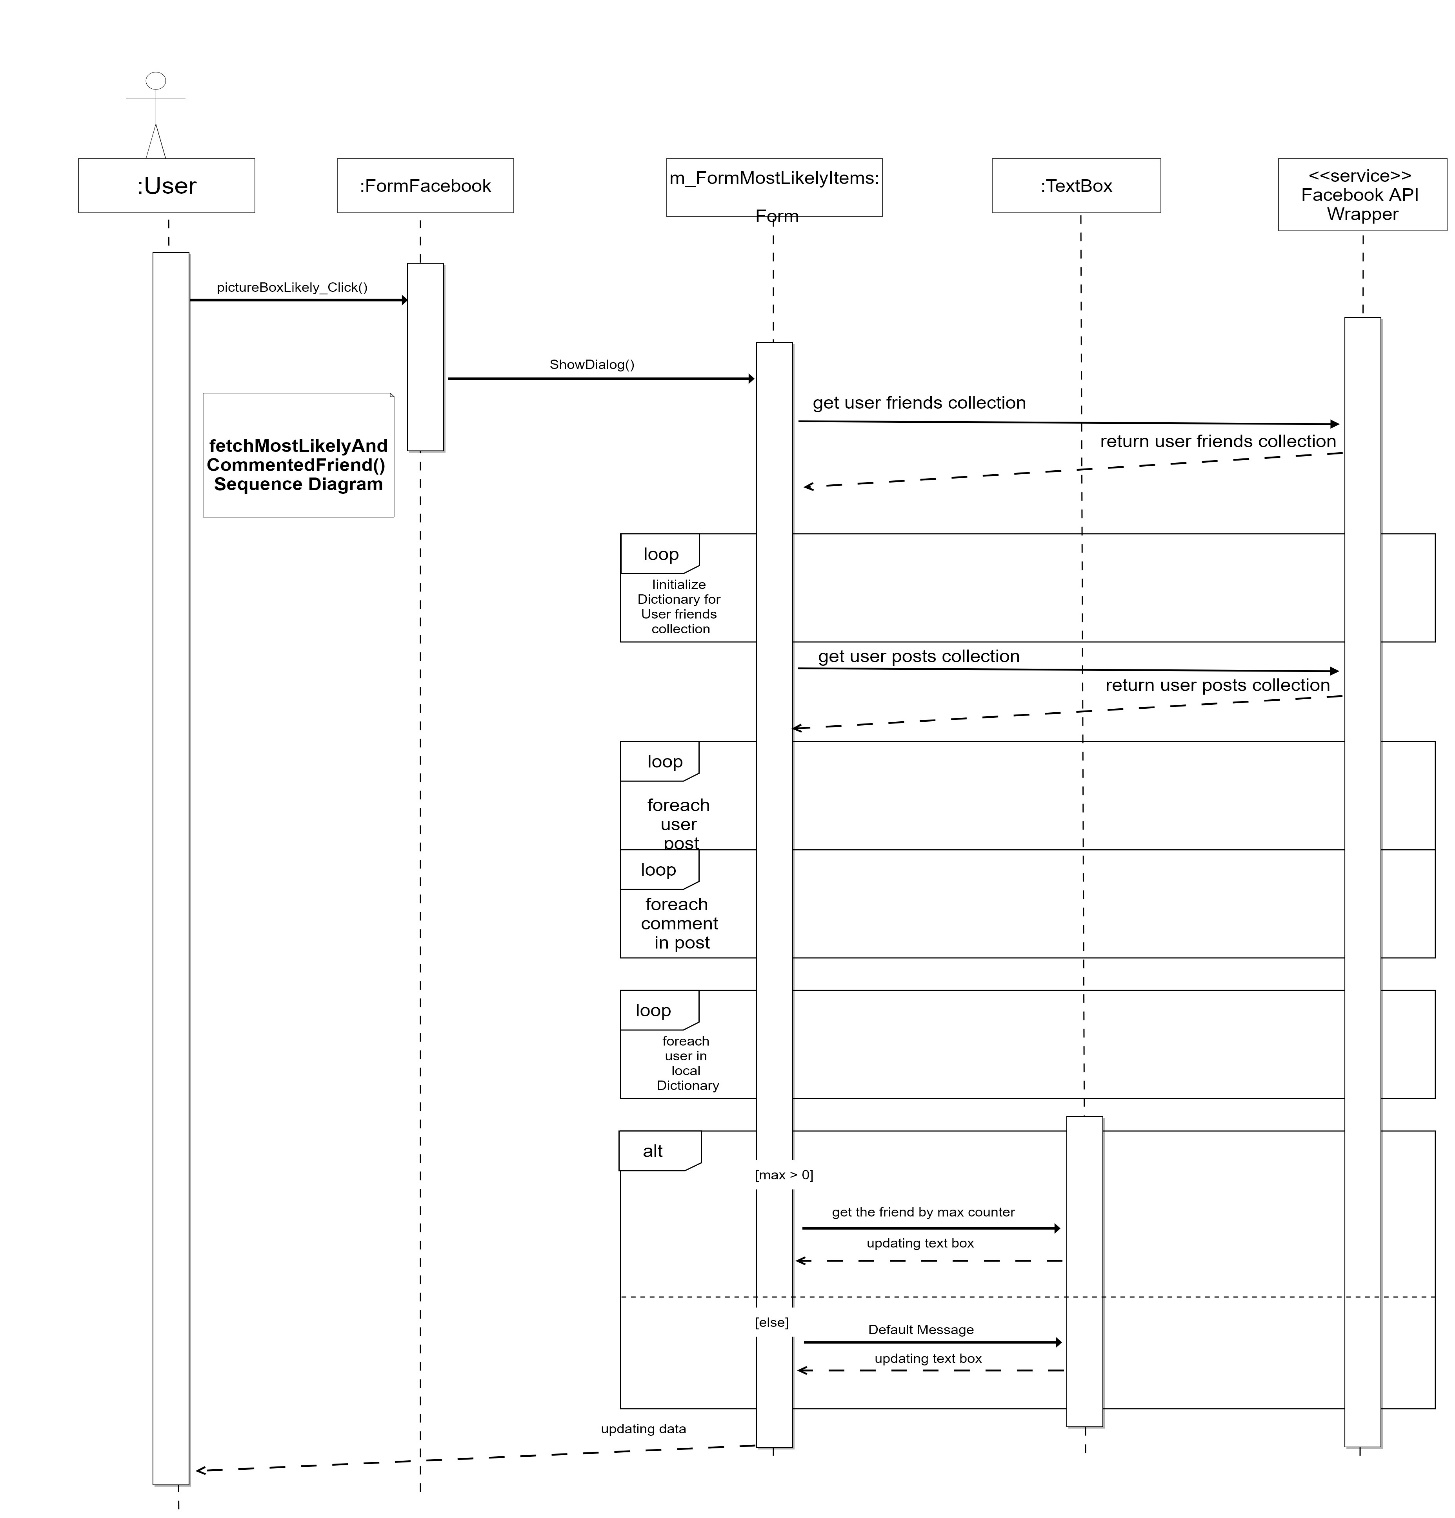 :User
:FormFacebook
m_FormMostLikelyItems:
Form
:TextBox
<<service>>
Facebook API
Wrapper
pictureBoxLikely_Click()
ShowDialog()
fetchMostLikelyAnd
CommentedFriend()
Sequence Diagram
get user friends collection
return user friends collection
loop
Iinitialize
Dictionary for
User friends
collection
get user posts collection
return user posts collection
loop
foreach
user
post
loop
foreach
comment
in post
loop
foreach
user in
local
Dictionary
alt
[max > 0]
get the friend by max counter
updating text box
[else]
Default Message
updating text box
updating data